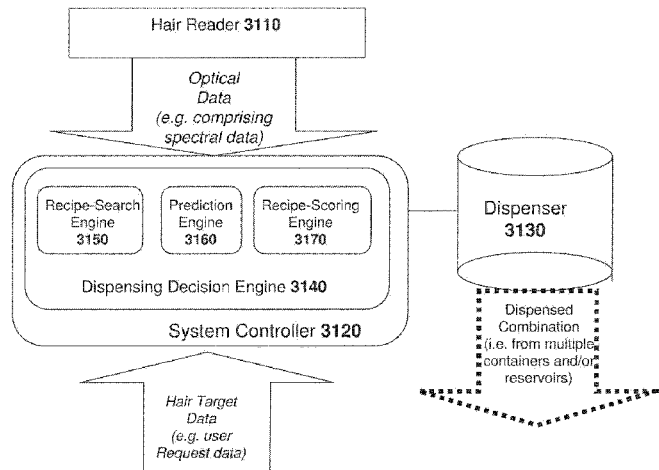 Hair Reader 3110
Optical
Data
(e.g. comprising
spectral data)
Recipe-Search
Engine
3150
Prediction
Engine
3160
Recipe-Scoring
Engine
3170
Dispensing Decision Engine 3140
System Controller 3120
Dispenser
3130
Dispensed
Combination
(i.e. from multiple
containers and/or
reservoirs)
Hair Target
Data
(e.g. user
Request data)